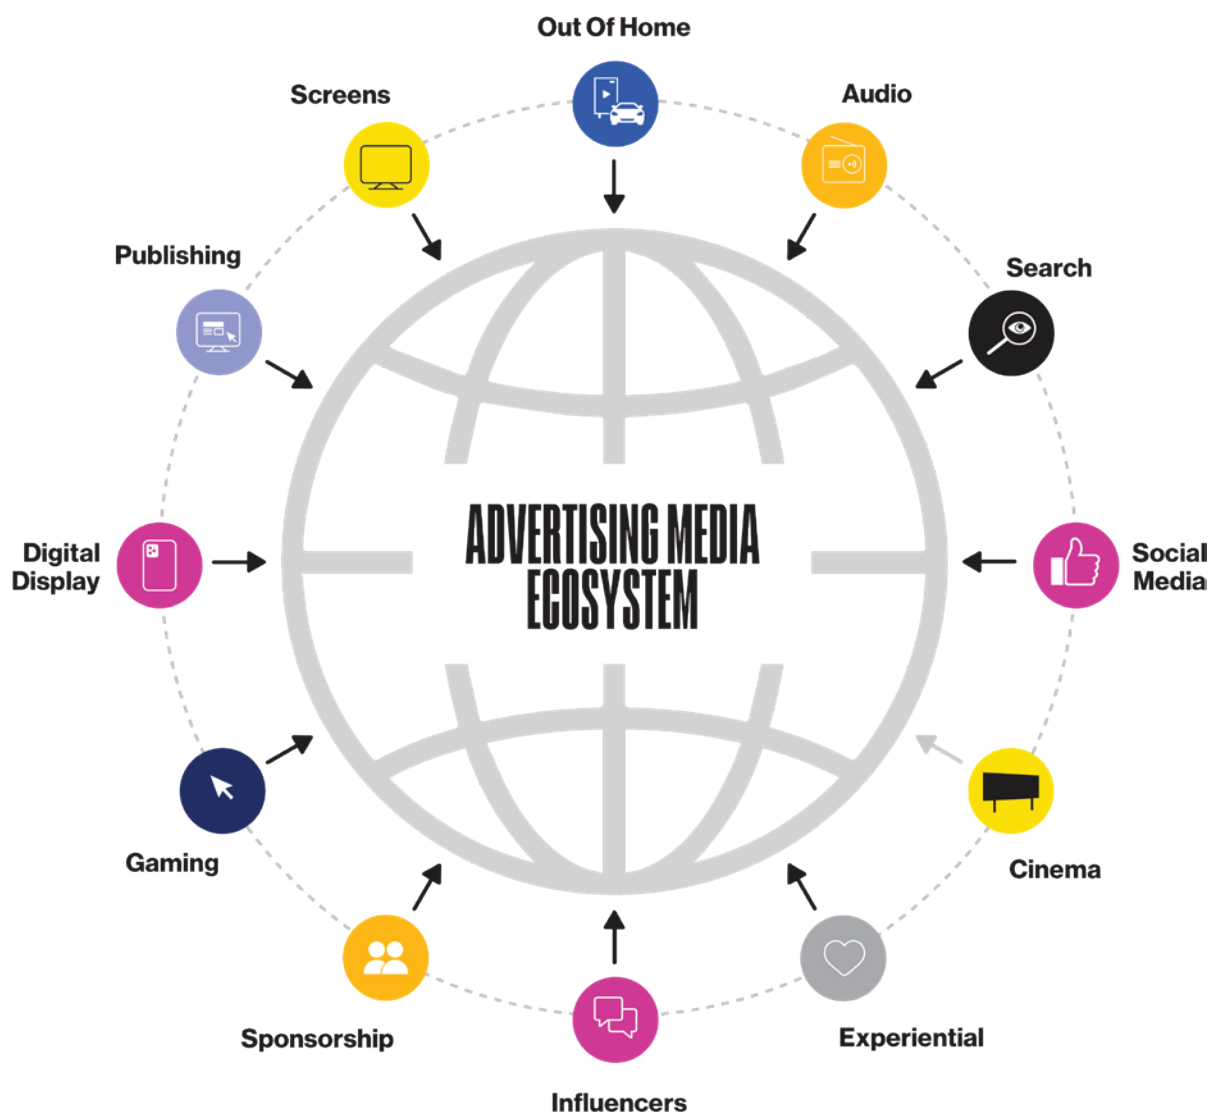 Out Of Home
Screens
Audio
Publishing
Search
ADVERTISING MEDIA
ECOSYSTEM
Digital
Display
Social
Media
Gaming
Cinema
Sponsorship
Experiential
Influencers